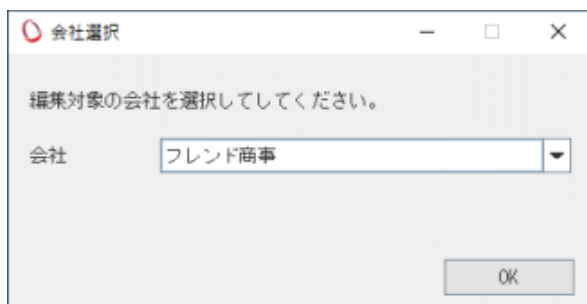 会社選択
編集対象の会社を選択してしてください。
会社 フレンド商事
OK